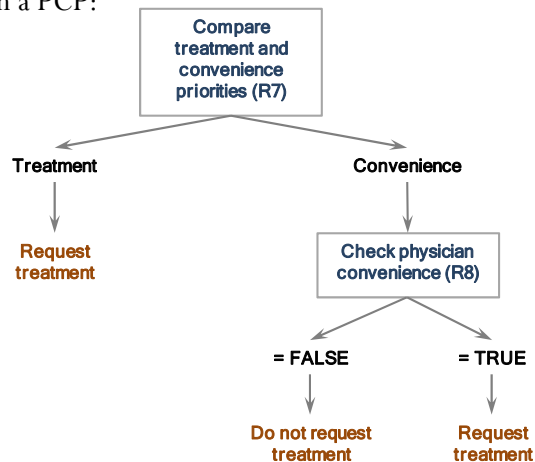 a PCP?
Compare
treatment and
convenience
priorities (R7)
Treatment
Convenience
Request
treatment
Check physician
convenience (R8)
= FALSE
= TRUE
Do not request
treatment
Request
treatment